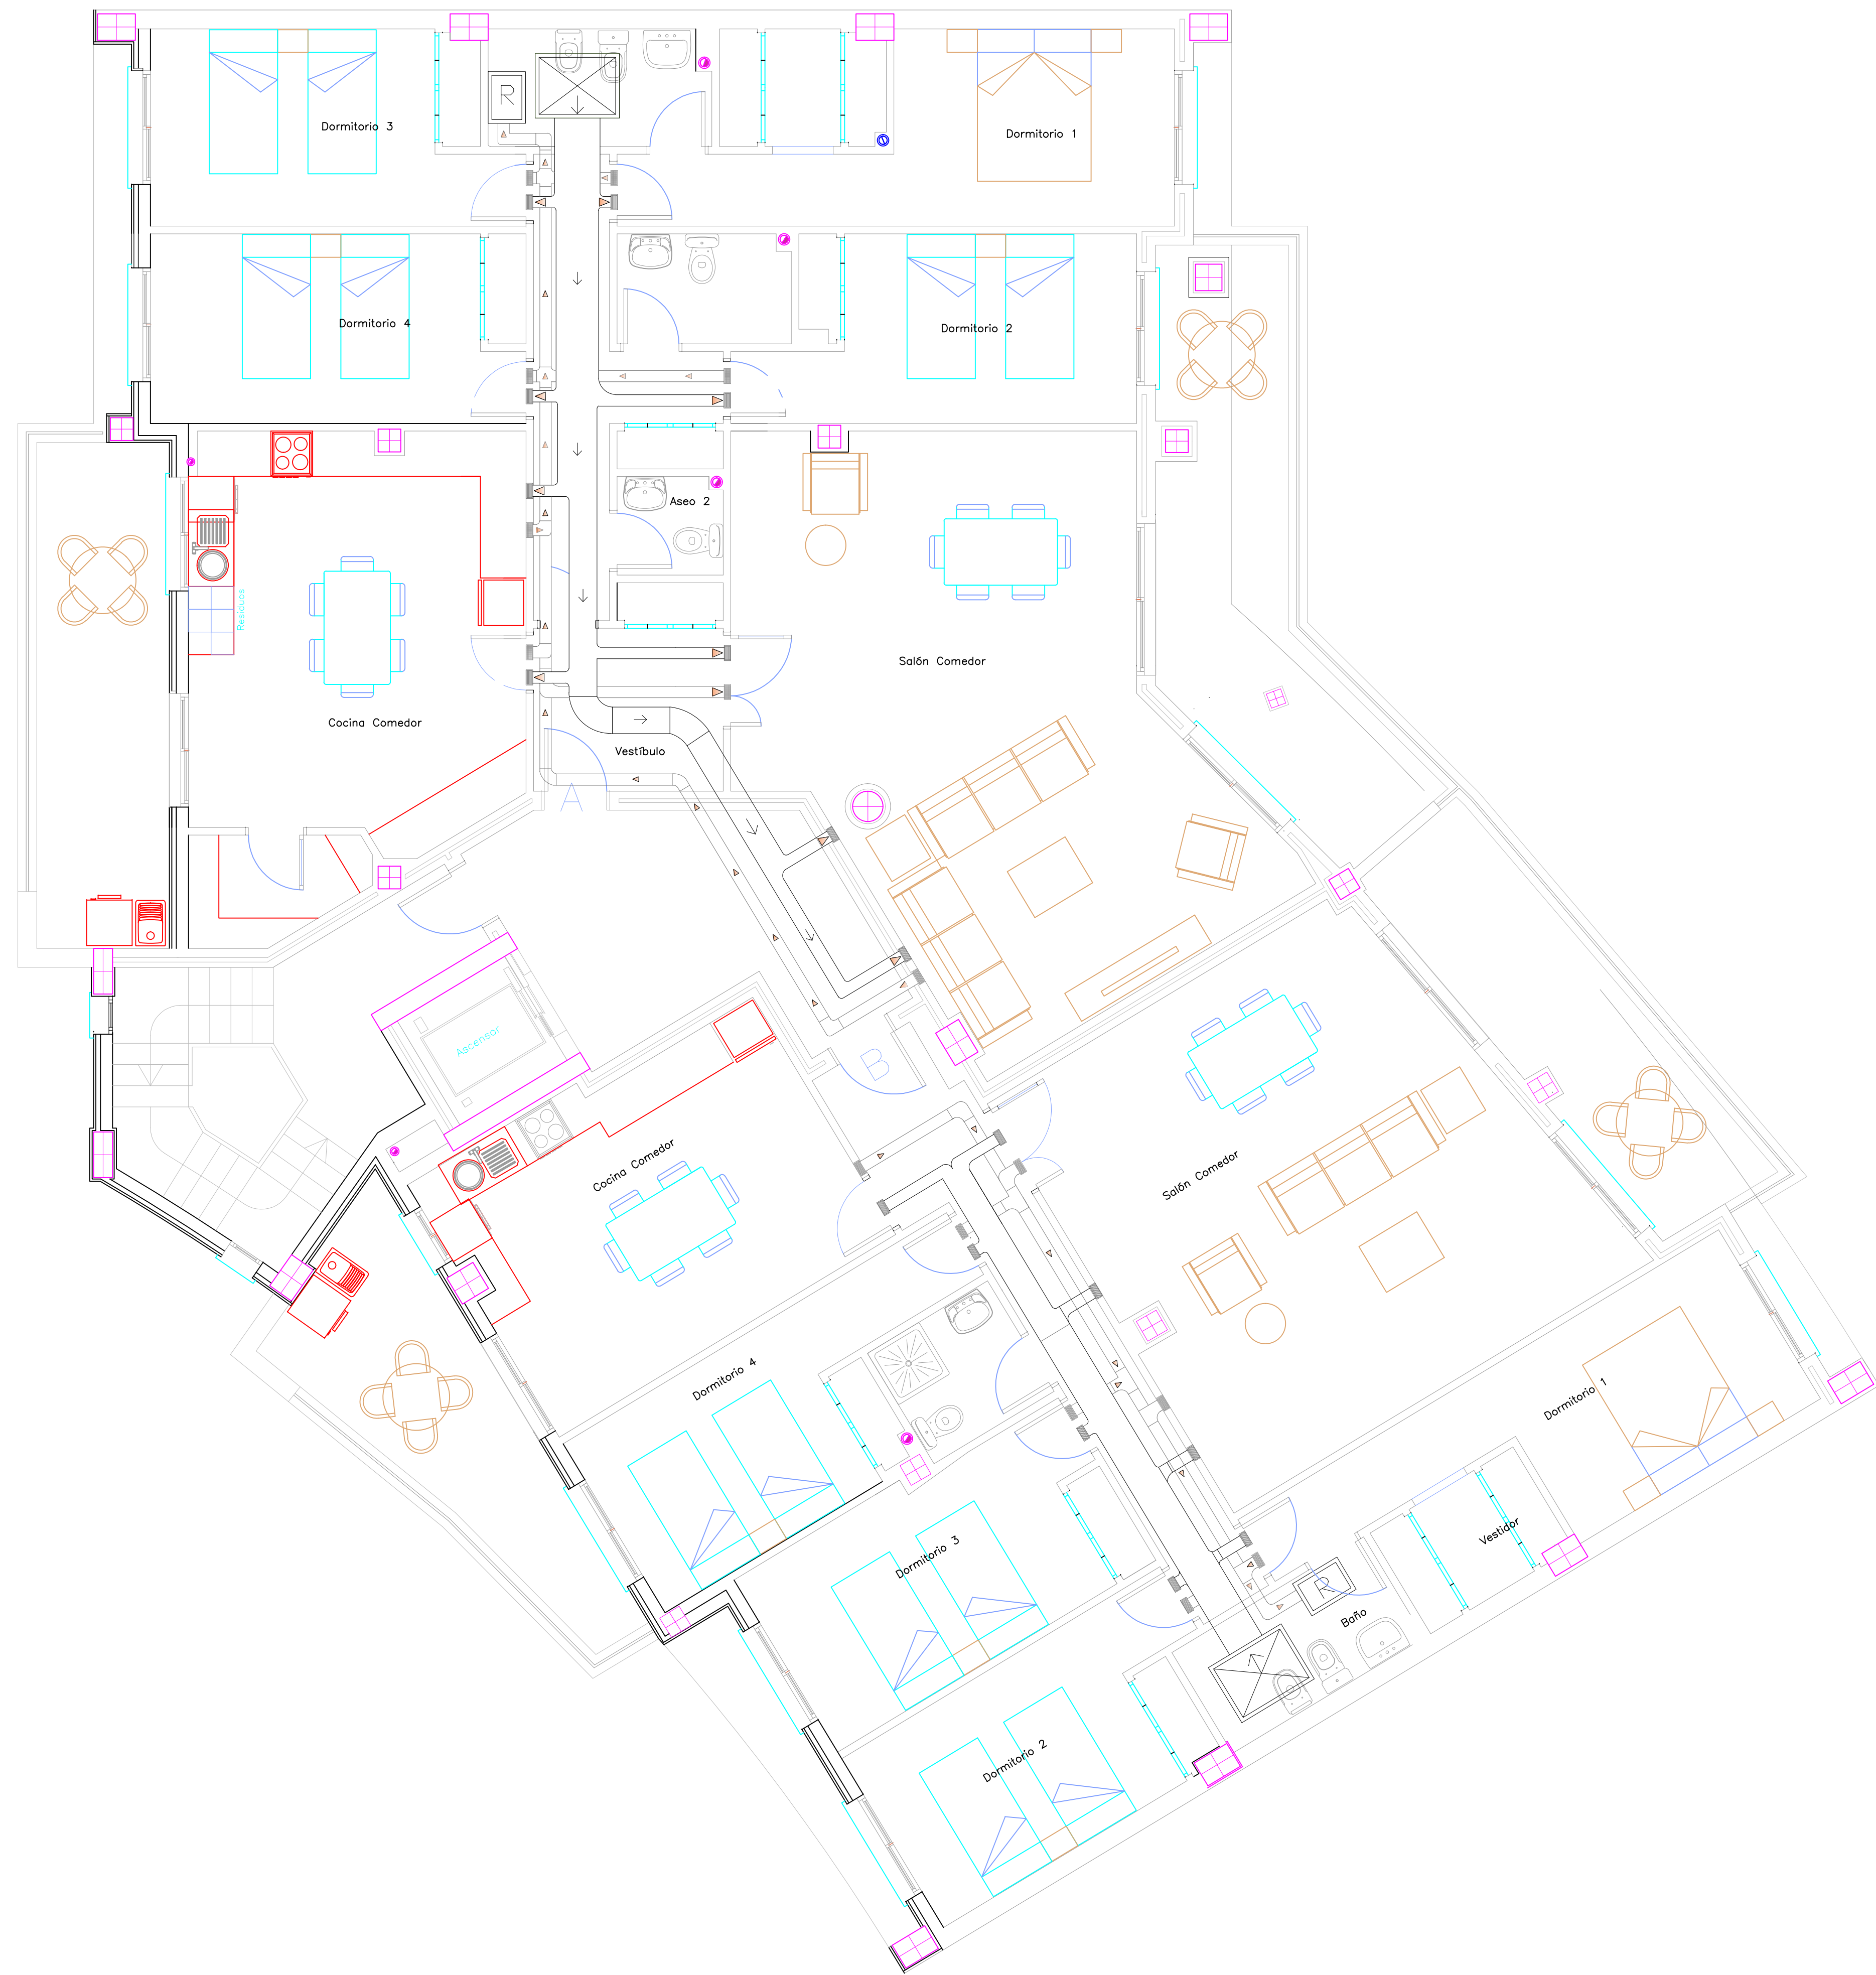 R
Dormitorio 3
Dormitorio 1
Dormitorio 4
Dormitorio 2
Aseo 2
Residuos
Salón Comedor
Cocina Comedor
Vestíbulo
A
Ascensor
B
Cocina Comedor
Salón Comedor
Dormitorio 4
Dormitorio 1
Vestidor
Dormitorio 3
R
Baño
Dormitorio 2